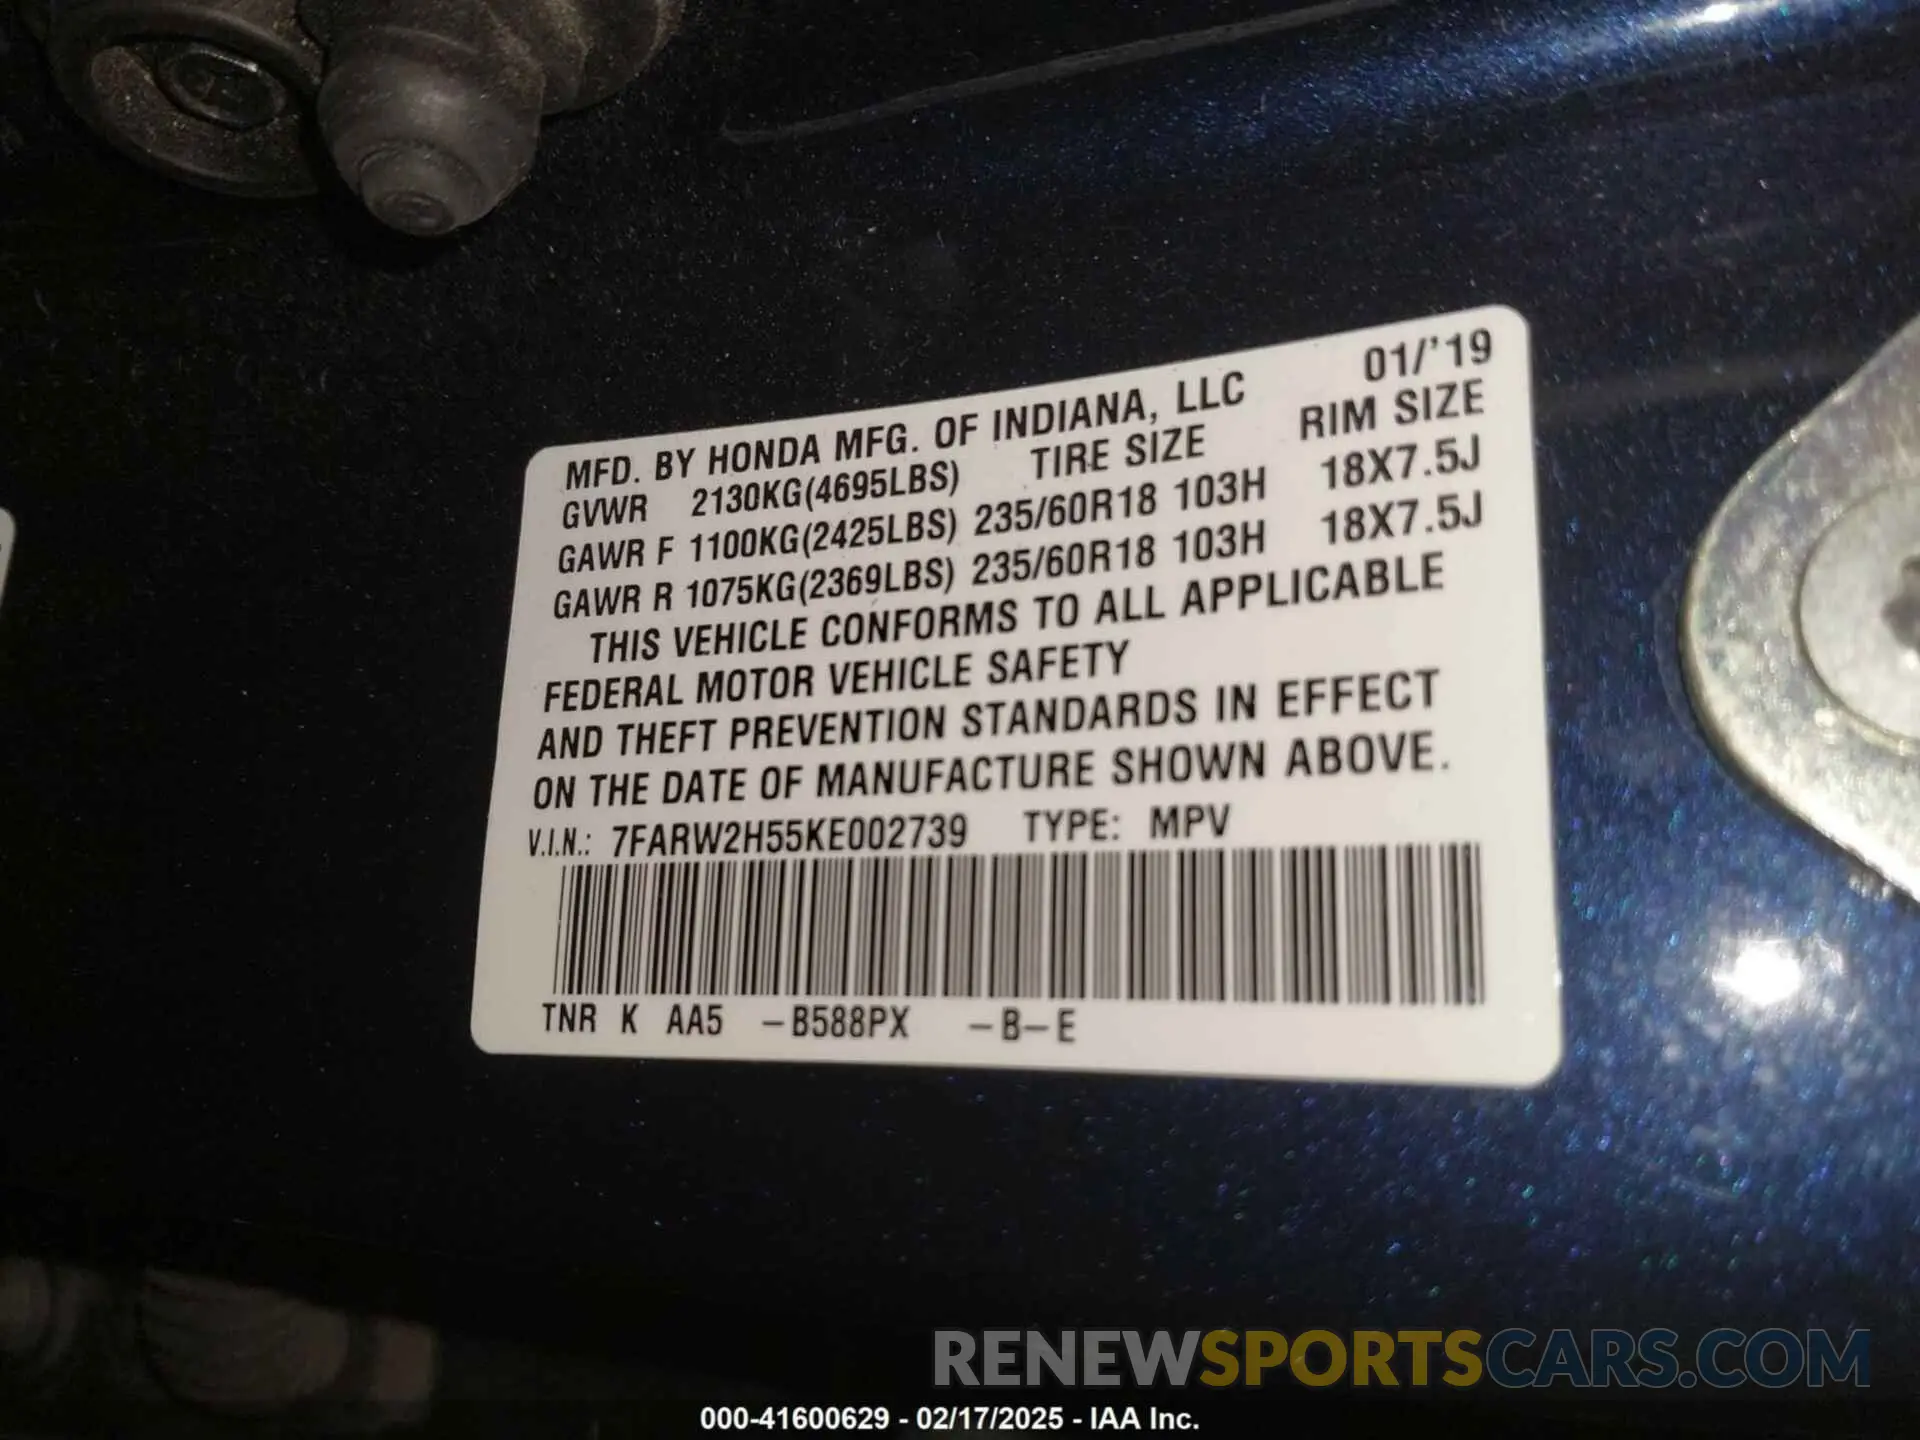 01/'19
MFD. BY HONDA MFG. OF INDIANA, LLC
GVWR 2130KG(4695LBS) TIRE SIZE RIM SIZE
GAWR F 1100KG(2425LBS) 235/60R18 103H 18X7.5J
GAWR R 1075KG(2369LBS) 235/60R18 103H 18X7.5J
THIS VEHICLE CONFORMS TO ALL APPLICABLE
FEDERAL MOTOR VEHICLE SAFETY
AND THEFT PREVENTION STANDARDS IN EFFECT
ON THE DATE OF MANUFACTURE SHOWN ABOVE.
V.I.N.: 7FARW2H55KE002739 TYPE: MPV
TNR K AA5 -B588PX -B-E
RENEWSPORTSCARS.COM
000-41600629 - 02/17/2025 - IAA Inc.